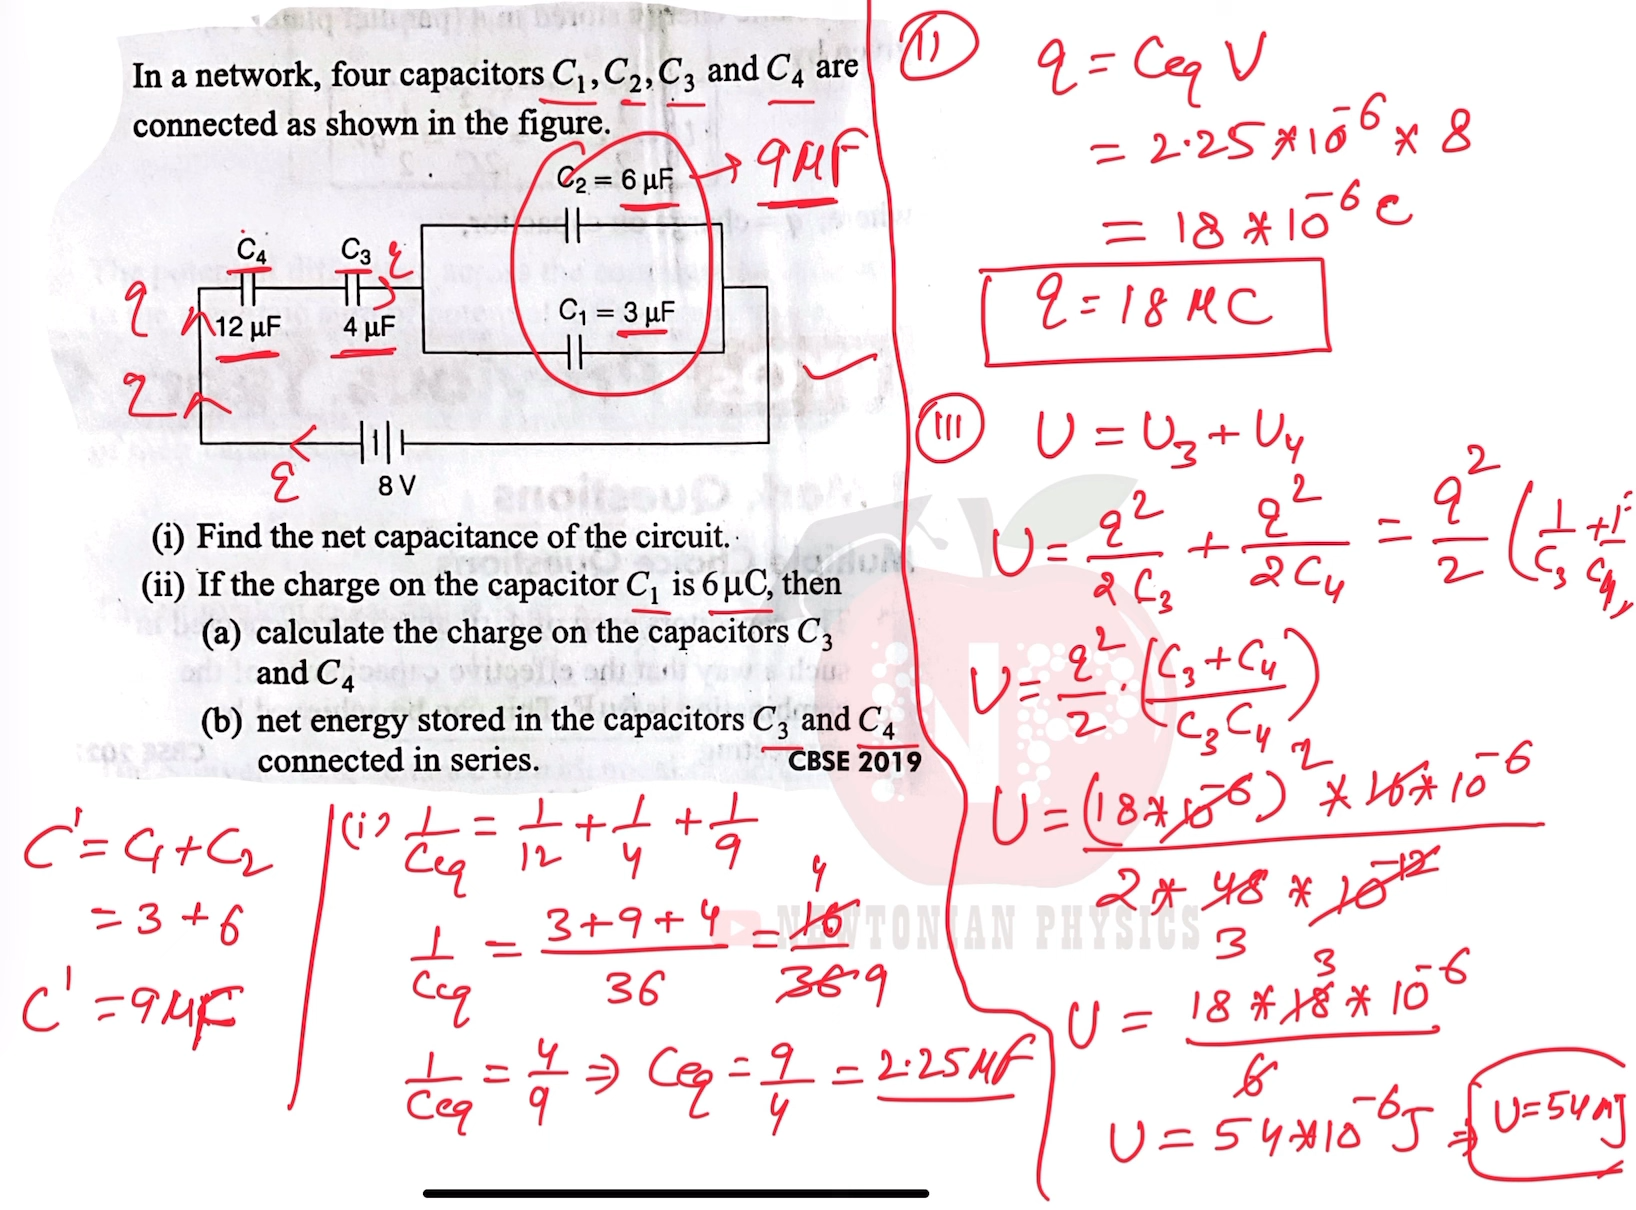 In a network, four capacitors C₁, C₂, C₃ and C₄ are
connected as shown in the figure.
C₂ = 6 μF → 9 μF
C₄ C₃ q
q 12 μF 4 μF
C₁ = 3 μF
q
q 8 V
(i) Find the net capacitance of the circuit.
(ii) If the charge on the capacitor C₁ is 6 μC, then
(a) calculate the charge on the capacitors C₃
and C₄
(b) net energy stored in the capacitors C₃ and C₄
connected in series.
CBSE 2019
C' = C₁ + C₂
= 3 + 6
C' = 9 μF
(i) 1/Ceq = 1/12 + 1/4 + 1/9
1/Ceq = (3 + 9 + 4)/36 = 16/36 4 9
1/Ceq = 4/9 ⇒ Ceq = 9/4 = 2.25 μF
(ii) q = Ceq V
= 2.25 * 10⁻⁶ * 8
= 18 * 10⁻⁶ C
q = 18 μC
(III) U = U₃ + U₄
U = q²/2C₃ + q²/2C₄ = q²/2 (1/C₃ + 1/C₄)
U = q²/2 · (C₃ + C₄)/(C₃C₄)
U = (18 * 10⁻⁶)² * 16 * 10⁻⁶ / 2 * 48 * 10⁻¹²
3
U = 18 * 18 * 10⁻⁶ / 6 3
U = 54 * 10⁻⁶ J ⇒ U = 54 μJ
NP
NEWTONIAN PHYSICS